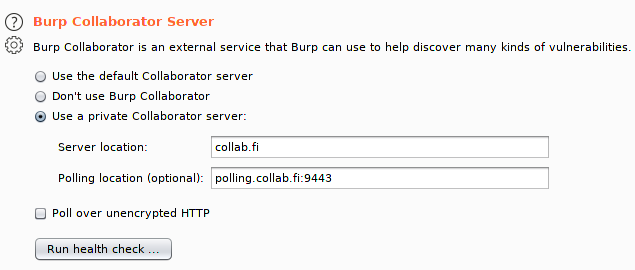 Burp Collaborator Server
Burp Collaborator is an external service that Burp can use to help discover many kinds of vulnerabilities.
Use the default Collaborator server
Don't use Burp Collaborator
Use a private Collaborator server:
Server location: collab.fi
Polling location (optional): polling.collab.fi:9443
Poll over unencrypted HTTP
Run health check ...